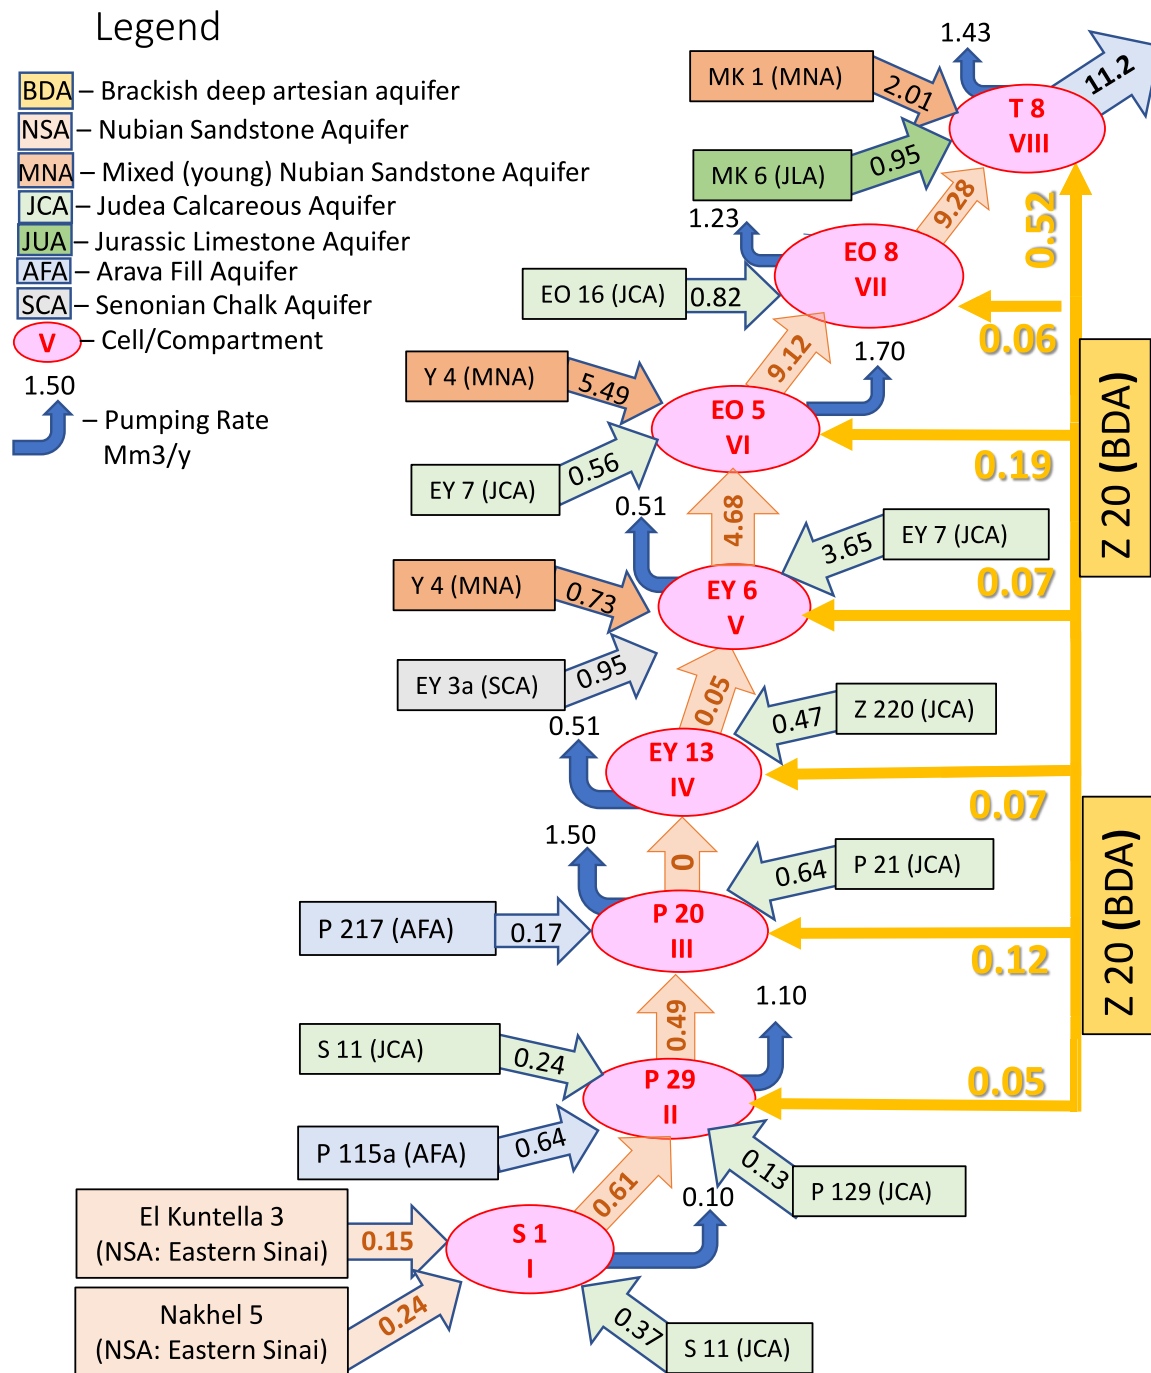 Legend
BDA – Brackish deep artesian aquifer
NSA – Nubian Sandstone Aquifer
MNA – Mixed (young) Nubian Sandstone Aquifer
JCA – Judea Calcareous Aquifer
JUA – Jurassic Limestone Aquifer
AFA – Arava Fill Aquifer
SCA – Senonian Chalk Aquifer
V – Cell/Compartment
1.50
– Pumping Rate
Mm3/y
1.43
11.2
MK 1 (MNA)
2.01
T 8
VIII
MK 6 (JLA)
0.95
9.28
0.52
1.23
EO 8
VII
EO 16 (JCA)
0.82
0.06
9.12
1.70
Y 4 (MNA)
5.49
EO 5
VI
0.19
EY 7 (JCA)
0.56
Z 20 (BDA)
0.51
4.68
3.65
EY 7 (JCA)
Y 4 (MNA)
0.73
EY 6
V
0.07
EY 3a (SCA)
0.95
0.05
0.47
Z 220 (JCA)
0.51
EY 13
IV
0.07
1.50
0
0.64
P 21 (JCA)
P 217 (AFA)
0.17
P 20
III
0.12
Z 20 (BDA)
0.49
1.10
S 11 (JCA)
0.24
P 29
II
0.05
P 115a (AFA)
0.64
0.13
P 129 (JCA)
0.61
0.10
El Kuntella 3
(NSA: Eastern Sinai)
0.15
S 1
I
Nakhel 5
(NSA: Eastern Sinai)
0.24
0.37
S 11 (JCA)